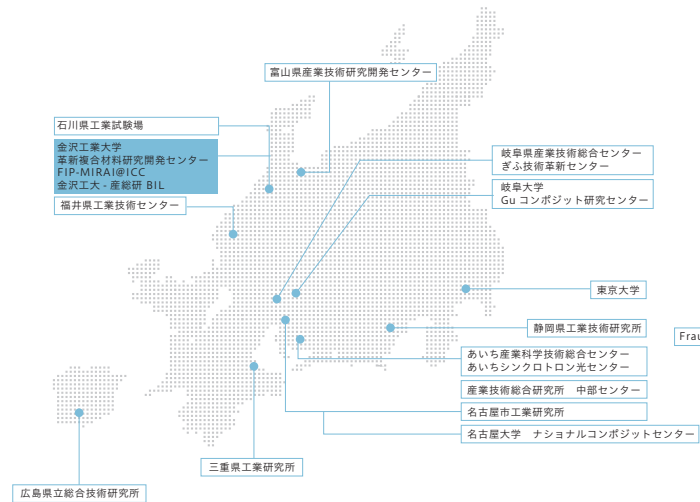 富山県産業技術研究開発センター
石川県工業試験場
金沢工業大学
革新複合材料研究開発センター
FIP-MIRAI@ICC
金沢工大 - 産総研 BIL
福井県工業技術センター
岐阜県産業技術総合センター
ぎふ技術革新センター
岐阜大学
Gu コンポジット研究センター
東京大学
静岡県工業技術研究所
Frau
あいち産業科学技術総合センター
あいちシンクロトロン光センター
産業技術総合研究所　中部センター
名古屋市工業研究所
名古屋大学　ナショナルコンポジットセンター
三重県工業研究所
広島県立総合技術研究所